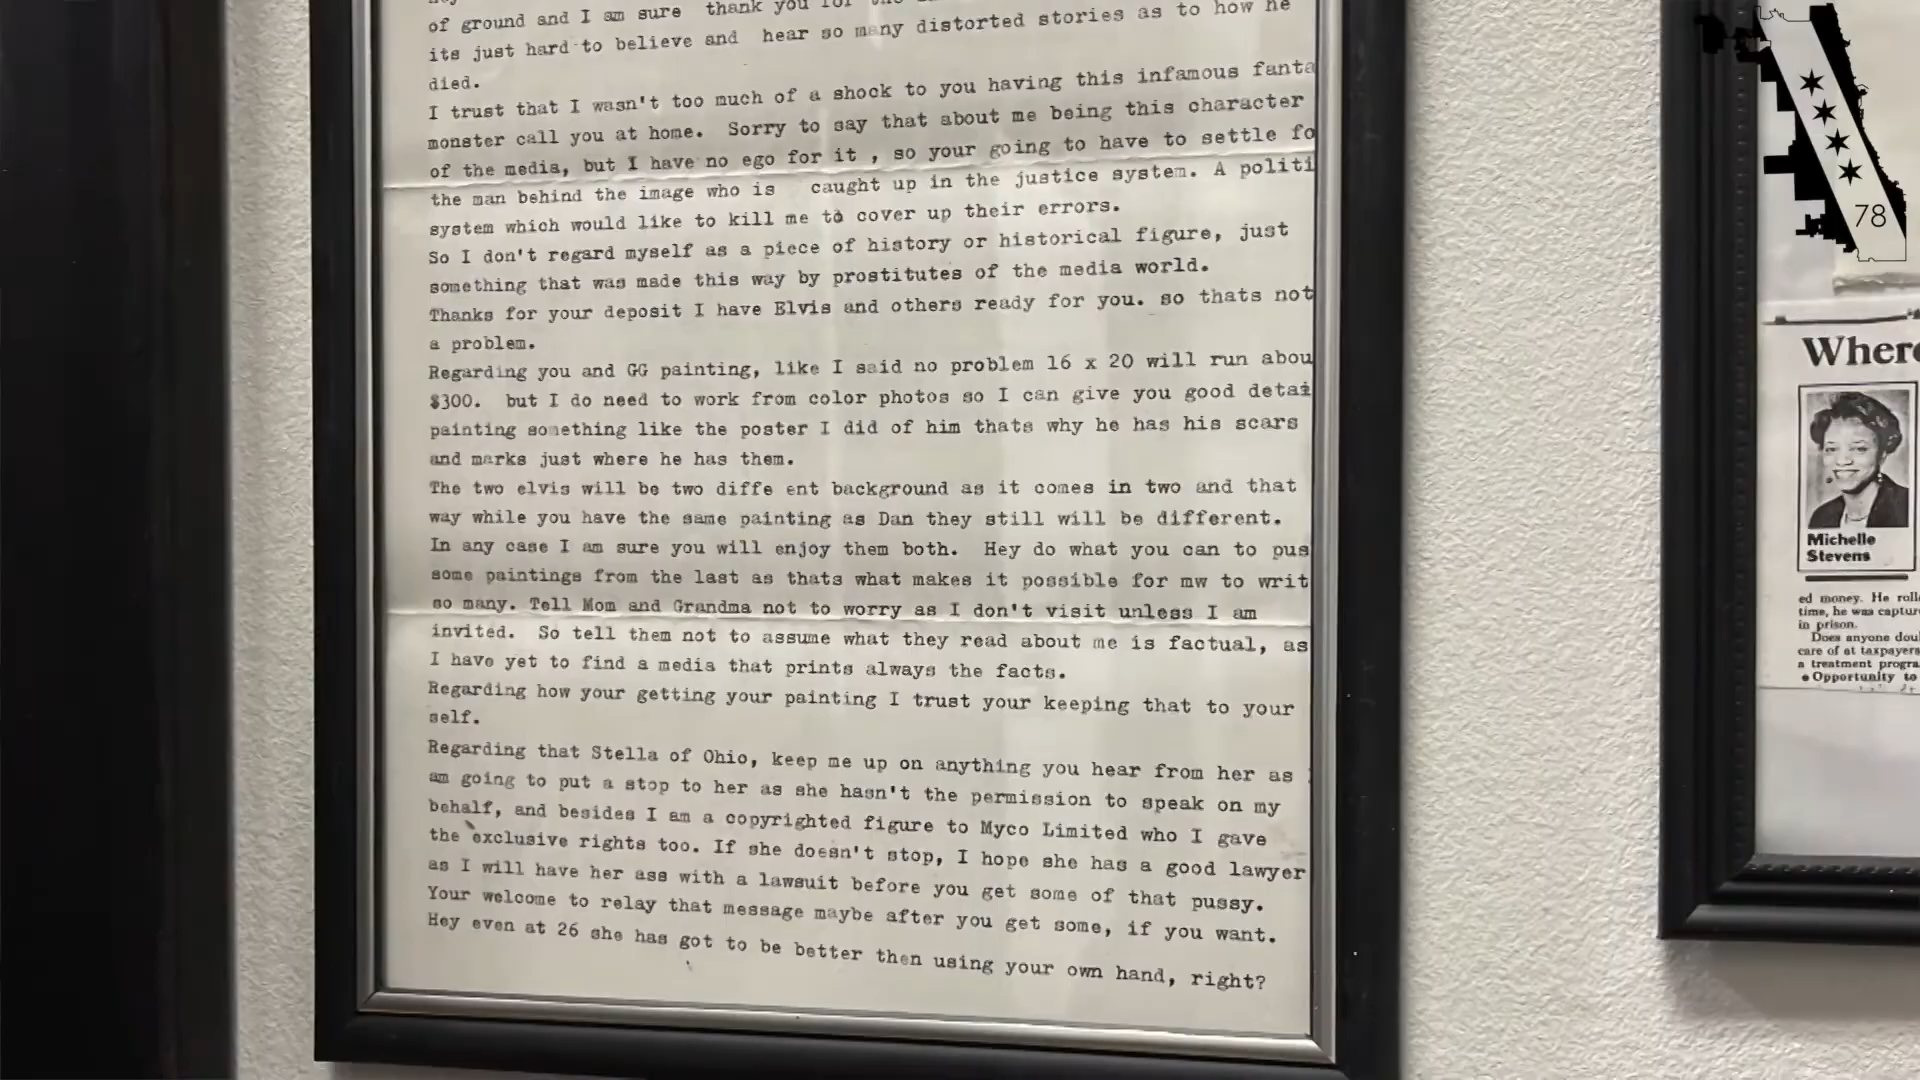 of ground and I am sure thank you for the
its just hard to believe and hear so many distorted stories as to how he
died.
I trust that I wasn't too much of a shock to you having this infamous fanta
monster call you at home. Sorry to say that about me being this character
of the media, but I have no ego for it , so your going to have to settle fo
the man behind the image who is caught up in the justice system. A politi
system which would like to kill me to cover up their errors.
So I don't regard myself as a piece of history or historical figure, just
something that was made this way by prostitutes of the media world.
Thanks for your deposit I have Elvis and others ready for you. so thats not
a problem.
Regarding you and GG painting, like I said no problem 16 x 20 will run abou
$300. but I do need to work from color photos so I can give you good detai
painting something like the poster I did of him thats why he has his scars
and marks just where he has them.
The two elvis will be two diffe ent background as it comes in two and that
way while you have the same painting as Dan they still will be different.
In any case I am sure you will enjoy them both. Hey do what you can to pus
some paintings from the last as thats what makes it possible for mw to writ
so many. Tell Mom and Grandma not to worry as I don't visit unless I am
invited. So tell them not to assume what they read about me is factual, as
I have yet to find a media that prints always the facts.
Regarding how your getting your painting I trust your keeping that to your
self.
Regarding that Stella of Ohio, keep me up on anything you hear from her as
am going to put a stop to her as she hasn't the permission to speak on my
behalf, and besides I am a copyrighted figure to Myco Limited who I gave
the exclusive rights too. If she doesn't stop, I hope she has a good lawyer
as I will have her ass with a lawsuit before you get some of that pussy.
Your welcome to relay that message maybe after you get some, if you want.
Hey even at 26 she has got to be better then using your own hand, right?
78
Where
Michelle
Stevens
ed money. He roll
time, he was captur
in prison.
Does anyone dou
care of at taxpayers
a treatment progra
● Opportunity to